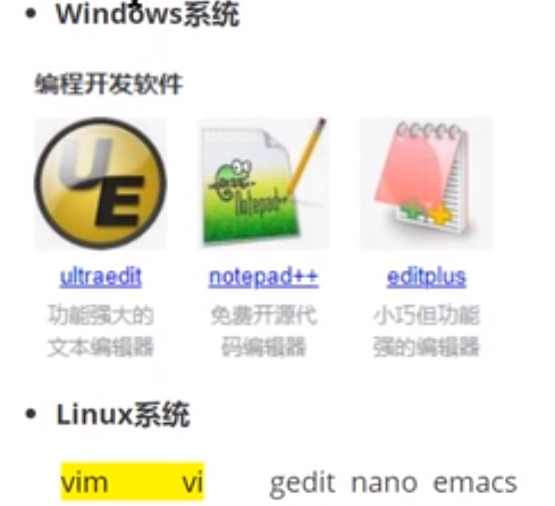 Windows系统
编程开发软件
UE
notepad++
ultraedit notepad++ editplus
功能强大的 免费开源代 小巧但功能
文本编辑器 码编辑器 强的编辑器
Linux系统
vim vi gedit nano emacs